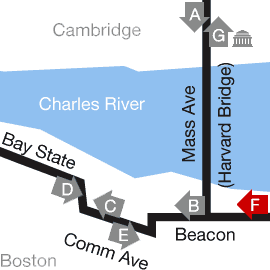 Cambridge
A
G
Charles River
Mass Ave
(Harvard Bridge)
Bay State
D
C
B
F
E
Comm Ave
Beacon
Boston